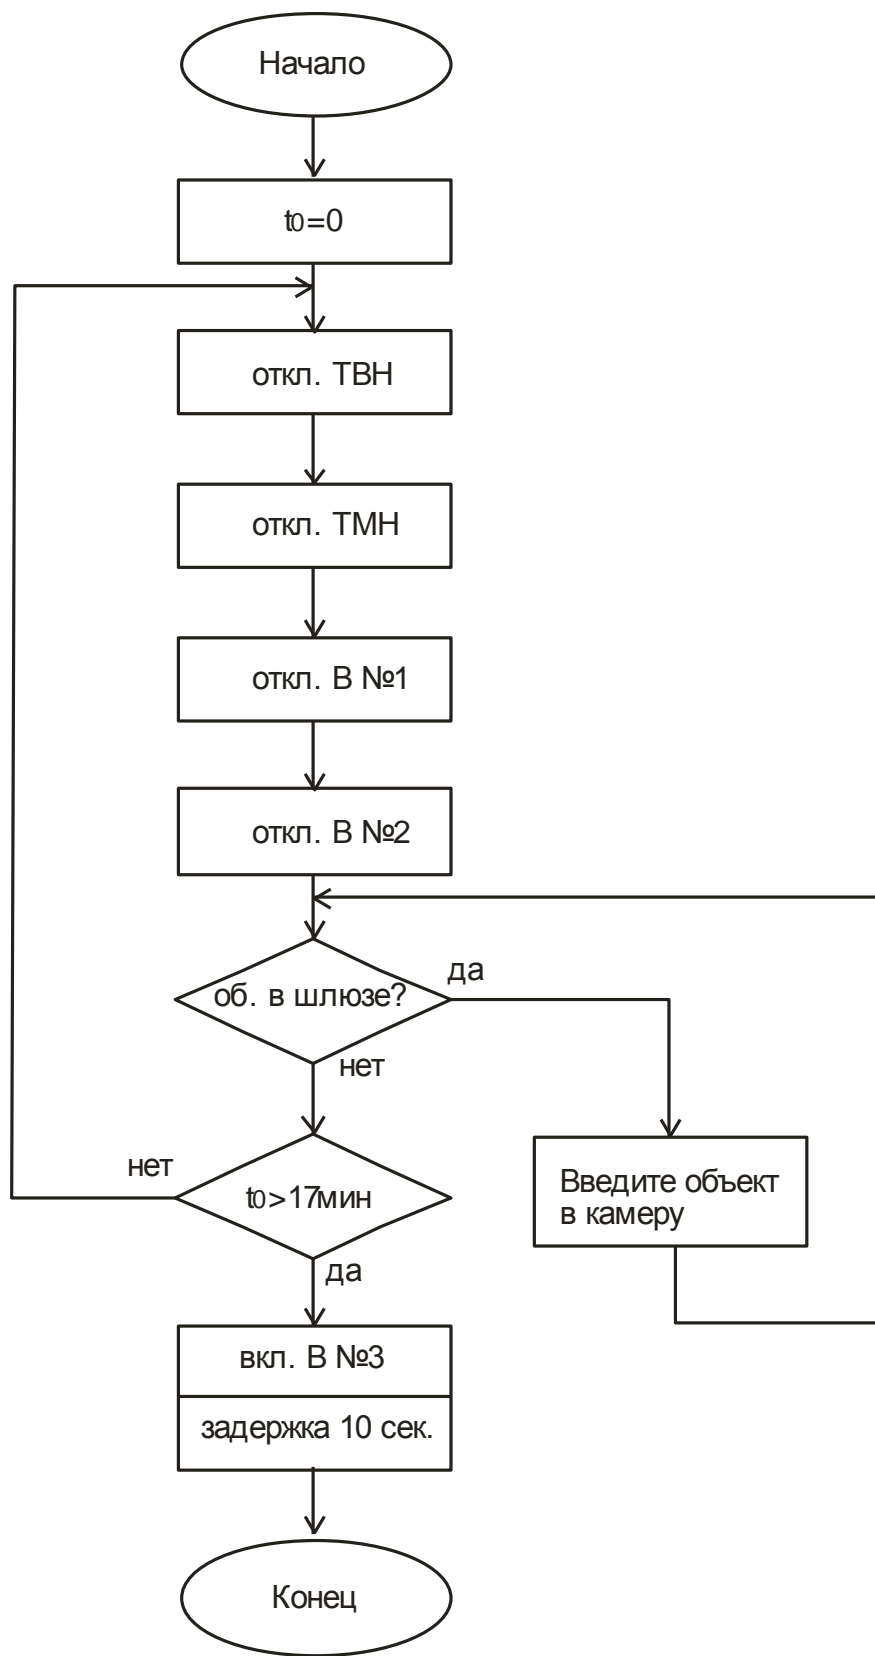 Начало
t0=0
откл. ТВН
откл. ТМН
откл. В №1
откл. В №2
об. в шлюзе?
да
нет
t0>17мин
нет
да
Введите объект
в камеру
вкл. В №3
задержка 10 сек.
Конец